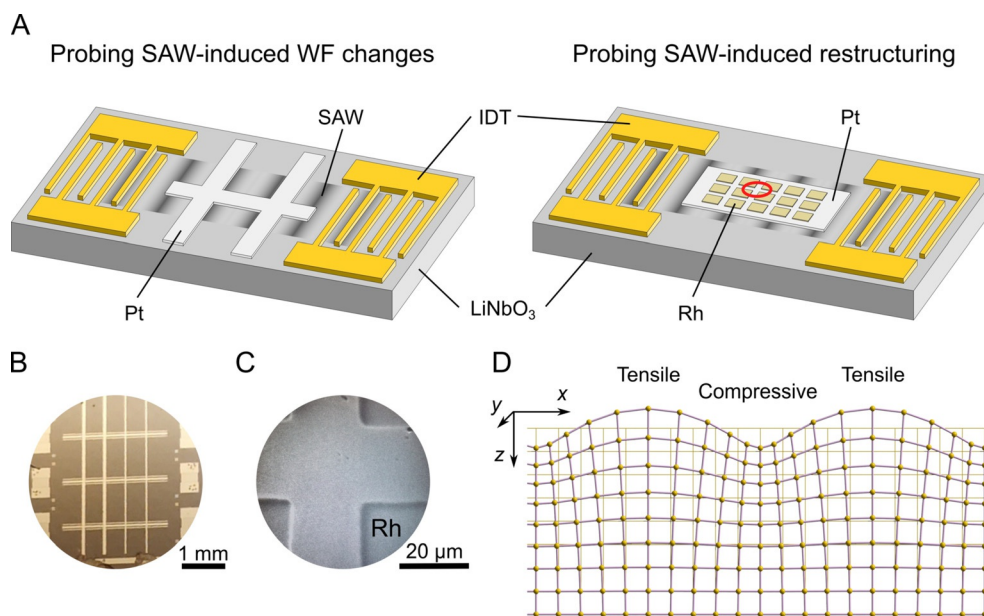 A
Probing SAW-induced WF changes
Probing SAW-induced restructuring
SAW
IDT
Pt
Pt
LiNbO₃
Rh
B
C
D
1 mm
Rh
20 μm
Tensile
Compressive
Tensile
y
x
z